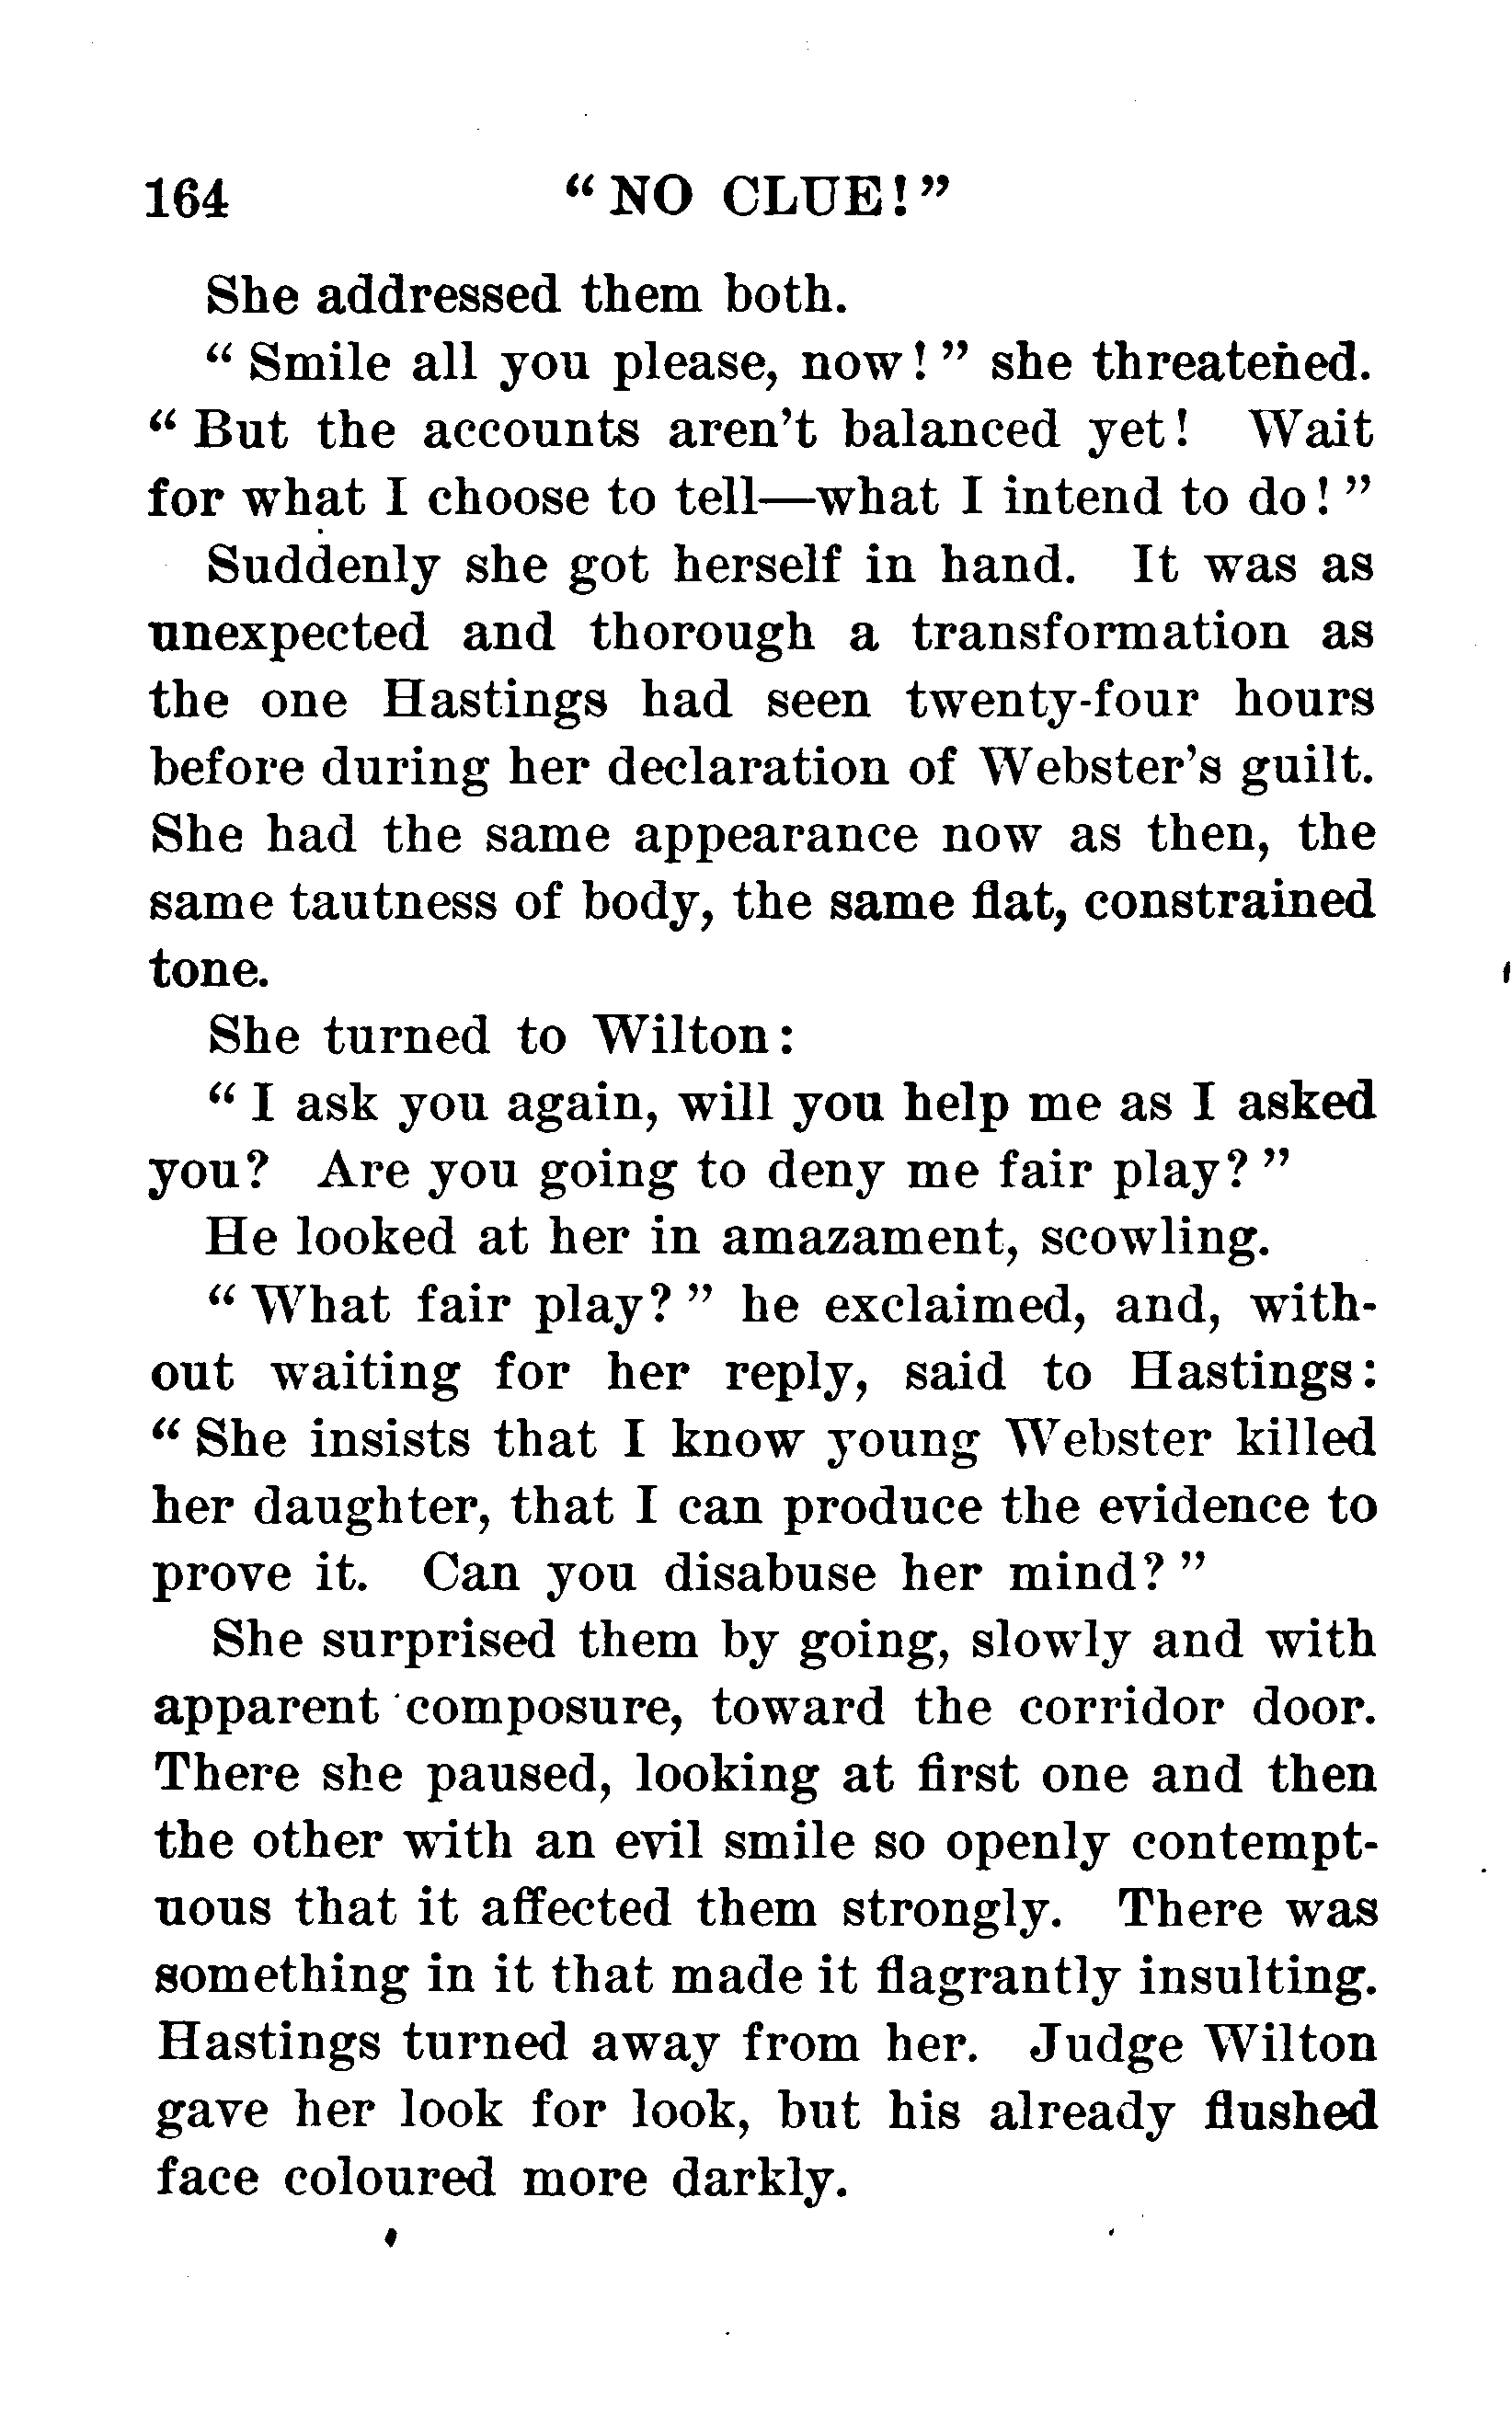 164 “ NO CLUE! ”
She addressed them both.
“ Smile all you please, now! ” she threatened.
“ But the accounts aren’t balanced yet! Wait
for what I choose to tell—what I intend to do! ”
Suddenly she got herself in hand. It was as
unexpected and thorough a transformation as
the one Hastings had seen twenty-four hours
before during her declaration of Webster’s guilt.
She had the same appearance now as then, the
same tautness of body, the same flat, constrained
tone.
She turned to Wilton:
“ I ask you again, will you help me as I asked
you? Are you going to deny me fair play? ”
He looked at her in amazament, scowling.
“ What fair play? ” he exclaimed, and, with-
out waiting for her reply, said to Hastings:
“ She insists that I know young Webster killed
her daughter, that I can produce the evidence to
prove it. Can you disabuse her mind? ”
She surprised them by going, slowly and with
apparent composure, toward the corridor door.
There she paused, looking at first one and then
the other with an evil smile so openly contempt-
uous that it affected them strongly. There was
something in it that made it flagrantly insulting.
Hastings turned away from her. Judge Wilton
gave her look for look, but his already flushed
face coloured more darkly.